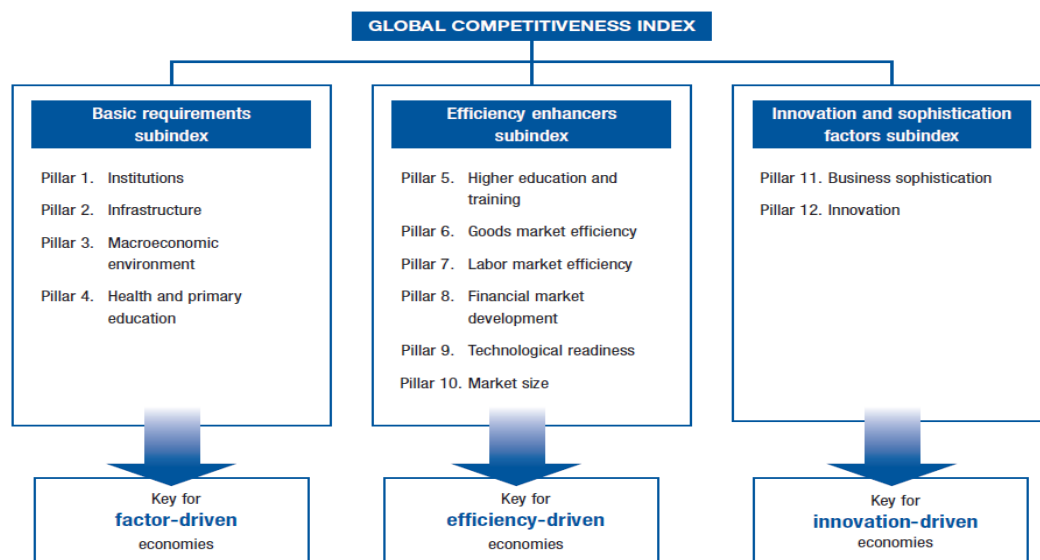 GLOBAL COMPETITIVENESS INDEX
Basic requirements
subindex
Pillar 1. Institutions
Pillar 2. Infrastructure
Pillar 3. Macroeconomic
environment
Pillar 4. Health and primary
education
Key for
factor-driven
economies
Efficiency enhancers
subindex
Pillar 5. Higher education and
training
Pillar 6. Goods market efficiency
Pillar 7. Labor market efficiency
Pillar 8. Financial market
development
Pillar 9. Technological readiness
Pillar 10. Market size
Key for
efficiency-driven
economies
Innovation and sophistication
factors subindex
Pillar 11. Business sophistication
Pillar 12. Innovation
Key for
innovation-driven
economies